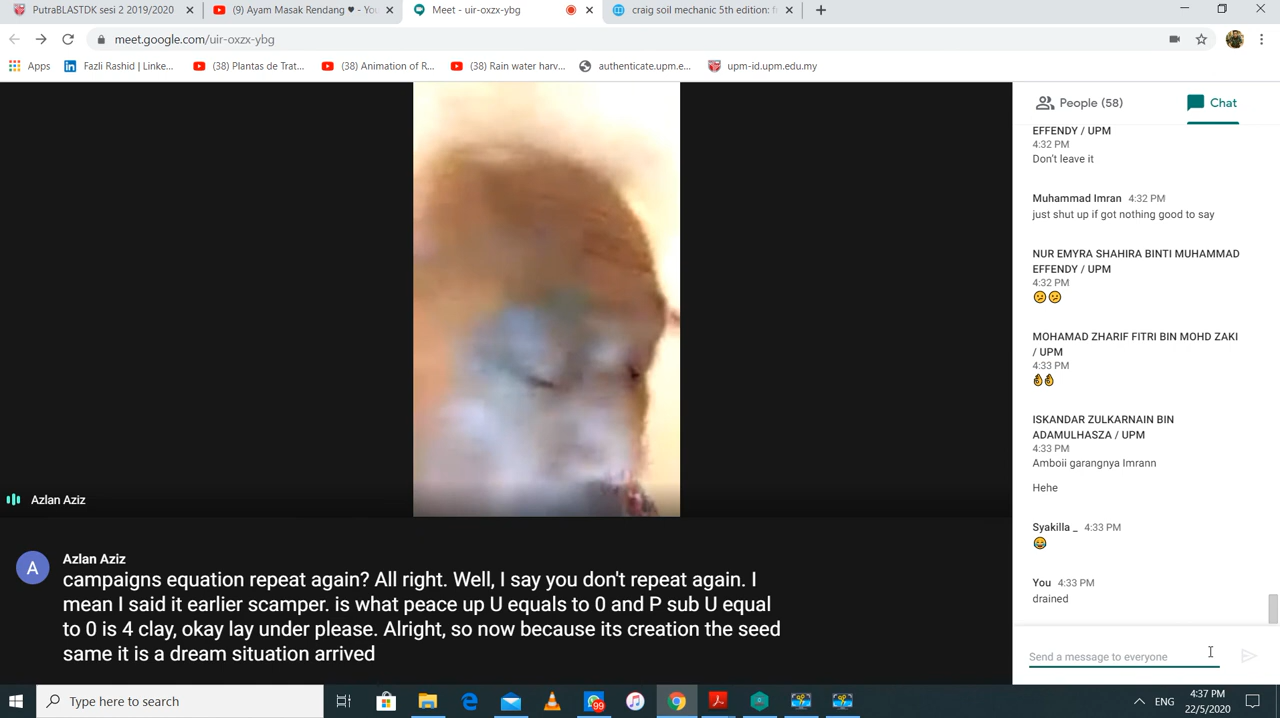 PutraBLASTDK sesi 2 2019/2020
(9) Ayam Masak Rendang ♥ - You
Meet - uir-oxzx-ybg
craig soil mechanic 5th edition: f
meet.google.com/uir-oxzx-ybg
Apps
Fazli Rashid | Linke...
(38) Plantas de Trat...
(38) Animation of R...
(38) Rain water harv...
authenticate.upm.e...
upm-id.upm.edu.my
People (58)
Chat
EFFENDY / UPM
4:32 PM
Don't leave it
Muhammad Imran 4:32 PM
just shut up if got nothing good to say
NUR EMYRA SHAHIRA BINTI MUHAMMAD
EFFENDY / UPM
4:32 PM
😕😕
MOHAMAD ZHARIF FITRI BIN MOHD ZAKI
/ UPM
4:33 PM
👌👌
ISKANDAR ZULKARNAIN BIN
ADAMULHASZA / UPM
4:33 PM
Amboii garangnya Imrann
Hehe
Syakilla _ 4:33 PM
😂
You 4:33 PM
drained
Send a message to everyone
Azlan Aziz
A
Azlan Aziz
campaigns equation repeat again? All right. Well, I say you don't repeat again. I
mean I said it earlier scamper. is what peace up U equals to 0 and P sub U equal
to 0 is 4 clay, okay lay under please. Alright, so now because its creation the seed
same it is a dream situation arrived
Type here to search
99
ENG
4:37 PM
22/5/2020